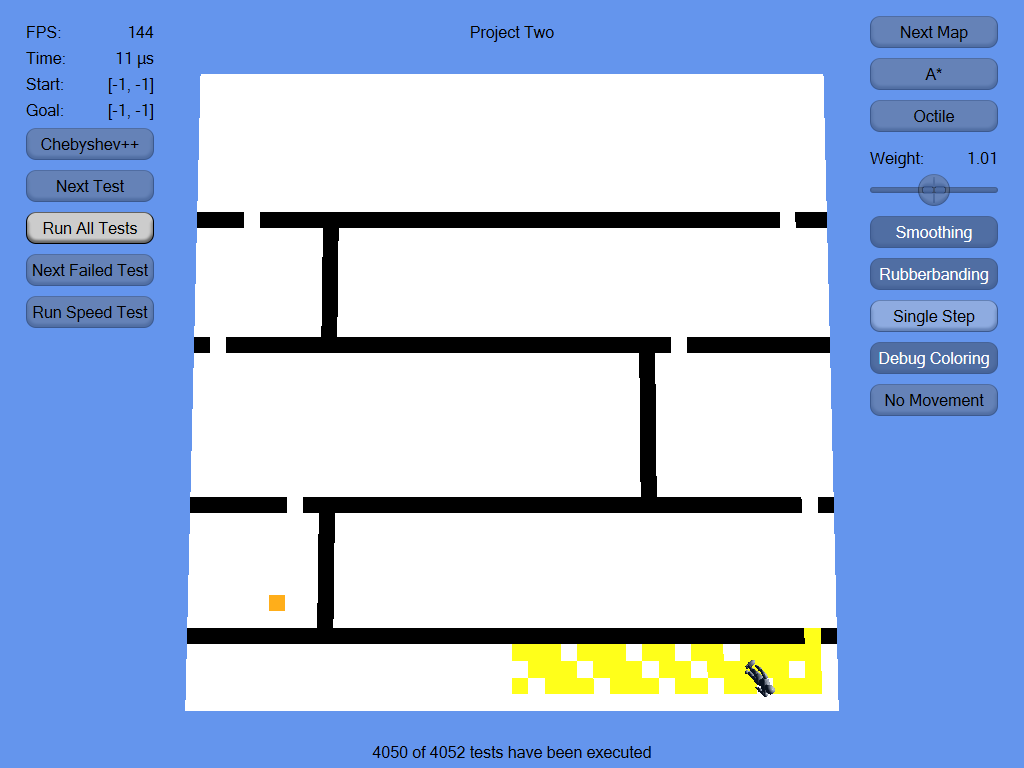 Project Two
FPS: 144
Time: 11 µs
Start: [-1, -1]
Goal: [-1, -1]
Chebyshev++
Next Test
Run All Tests
Next Failed Test
Run Speed Test
Next Map
A*
Octile
Weight: 1.01
Smoothing
Rubberbanding
Single Step
Debug Coloring
No Movement
4050 of 4052 tests have been executed